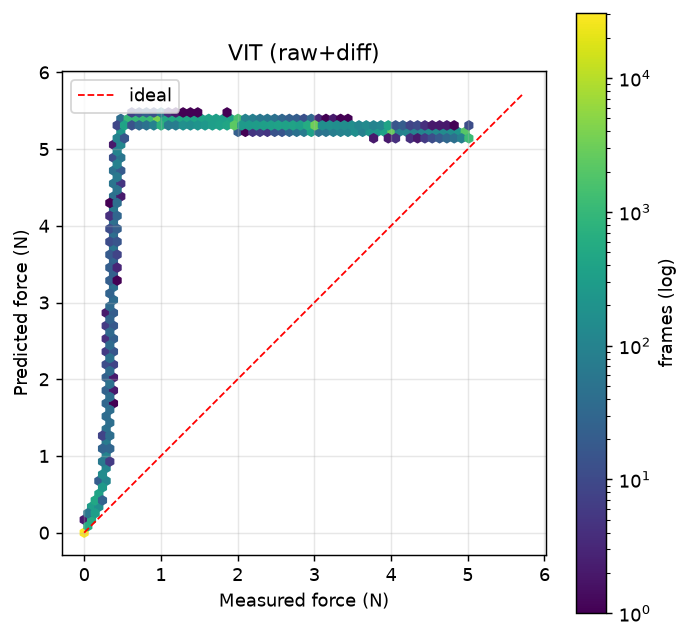 VIT (raw+diff)
ideal
Predicted force (N)
6
5
4
3
2
1
0
0 1 2 3 4 5 6
Measured force (N)
10^4
10^3
10^2
10^1
10^0
frames (log)